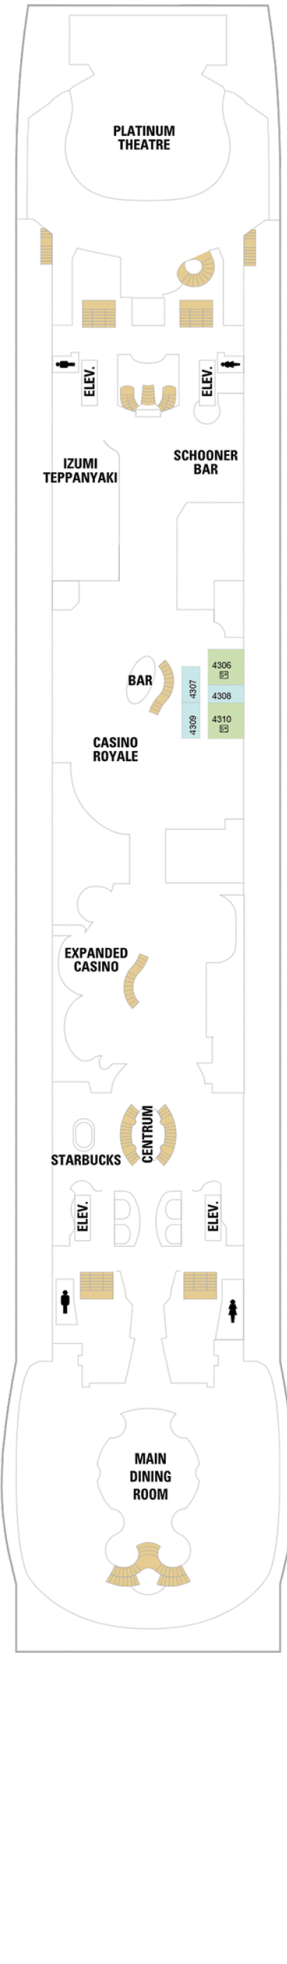 PLATINUM
THEATRE
ELEV.
ELEV.
IZUMI
TEPPANYAKI
SCHOONER
BAR
4306
BAR
4307
4308
4309
4310
CASINO
ROYALE
EXPANDED
CASINO
CENTRUM
STARBUCKS
ELEV.
ELEV.
MAIN
DINING
ROOM